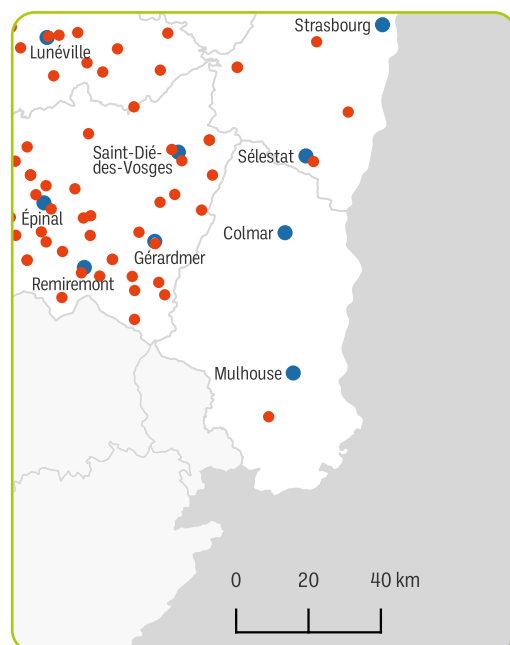 Strasbourg
Lunéville
Saint-Dié-
des-Vosges
Sélestat
Épinal
Colmar
Gérardmer
Remiremont
Mulhouse
0 20 40 km